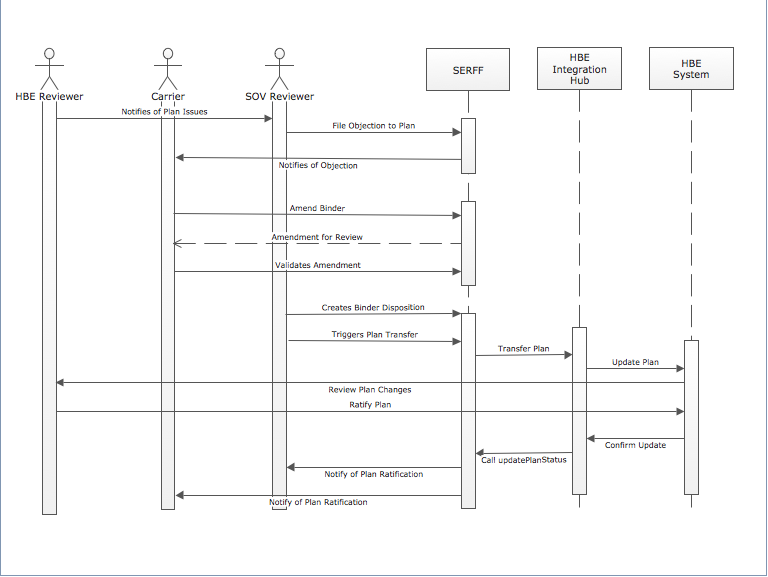 HBE Reviewer
Carrier
SOV Reviewer
SERFF
HBE
Integration
Hub
HBE
System
Notifies of Plan Issues
File Objection to Plan
Notifies of Objection
Amend Binder
Amendment for Review
Validates Amendment
Creates Binder Disposition
Triggers Plan Transfer
Transfer Plan
Update Plan
Review Plan Changes
Ratify Plan
Confirm Update
Call updatePlanStatus
Notify of Plan Ratification
Notify of Plan Ratification